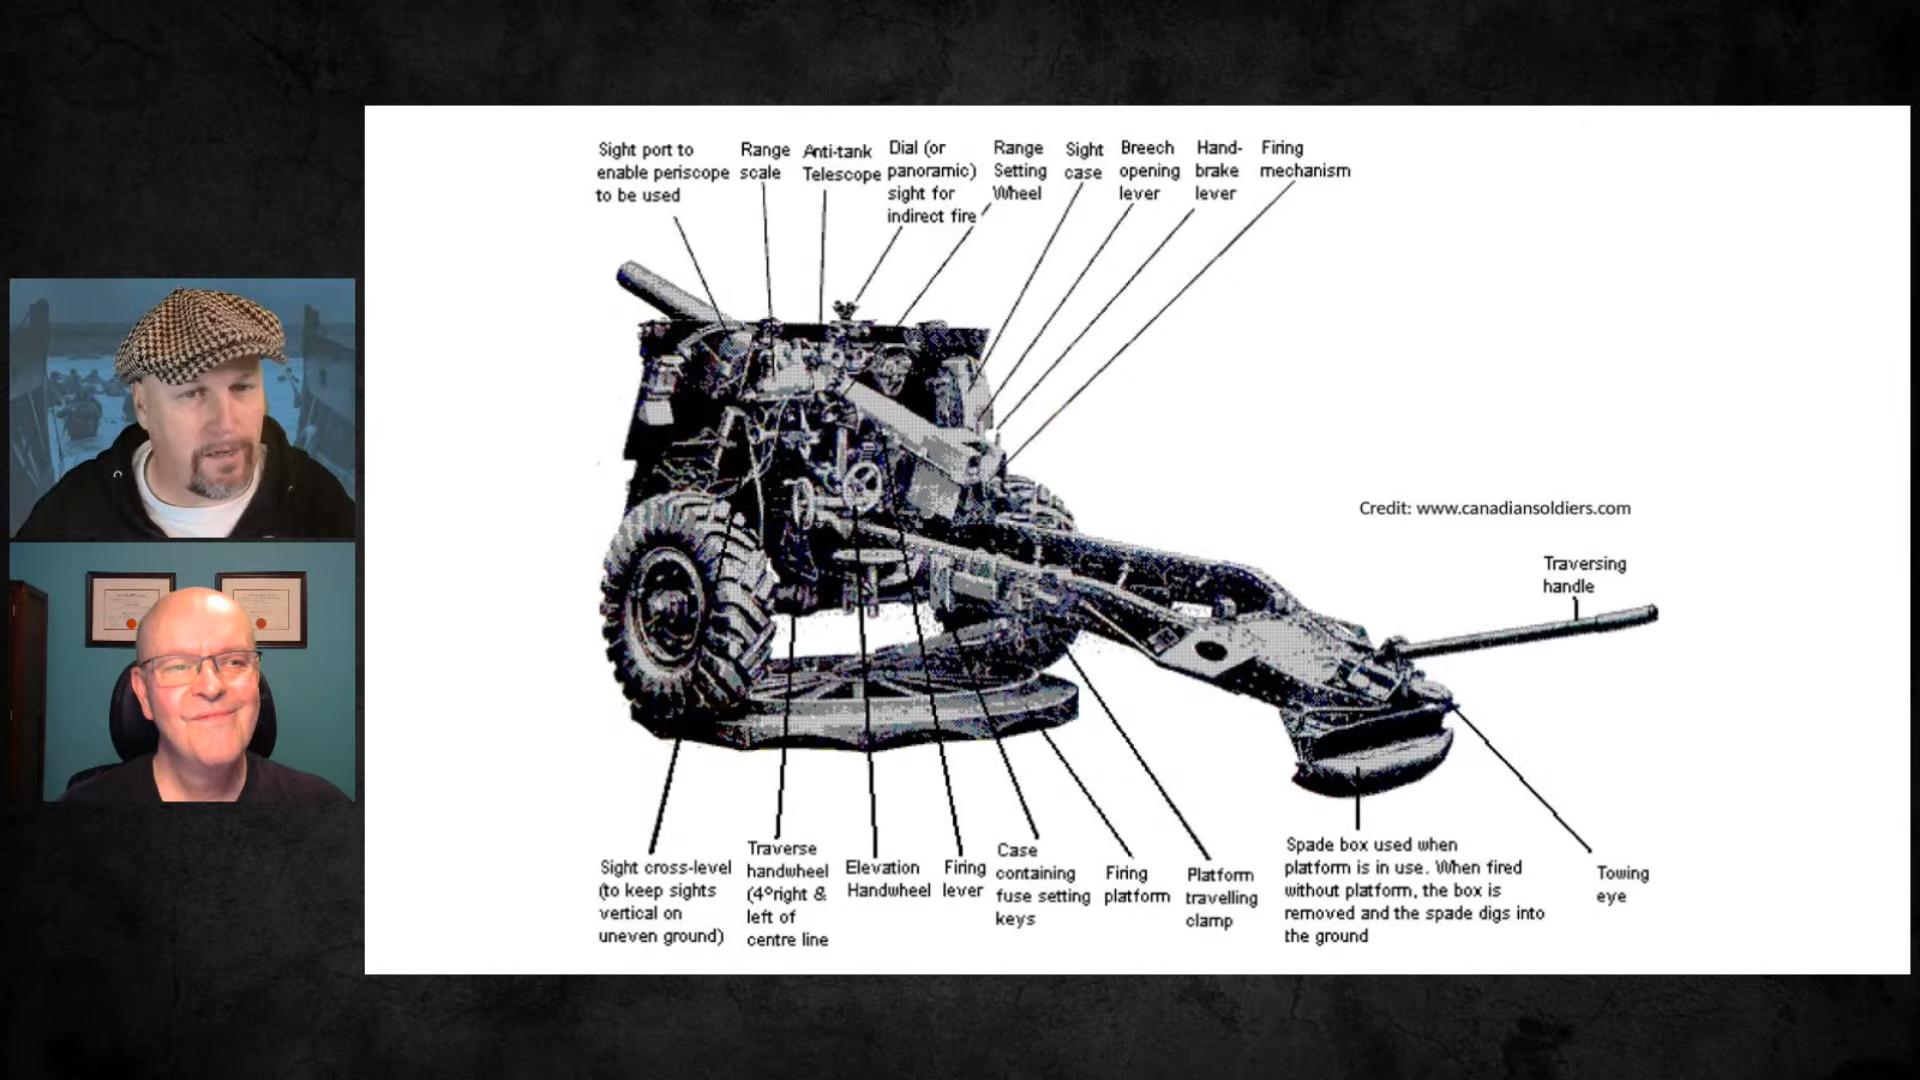 Sight port to
enable periscope
to be used
Range
scale
Anti-tank
Telescope
Dial (or
panoramic)
sight for
indirect fire
Range
Setting
Wheel
Sight
case
Breech
opening
lever
Hand-
brake
lever
Firing
mechanism
Credit: www.canadiansoldiers.com
Traversing
handle
Sight cross-level
(to keep sights
vertical on
uneven ground)
Traverse
handwheel
(4°right &
left of
centre line
Elevation
Handwheel
Firing
lever
Case
containing
fuse setting
keys
Firing
platform
Platform
travelling
clamp
Spade box used when
platform is in use. When fired
without platform, the box is
removed and the spade digs into
the ground
Towing
eye